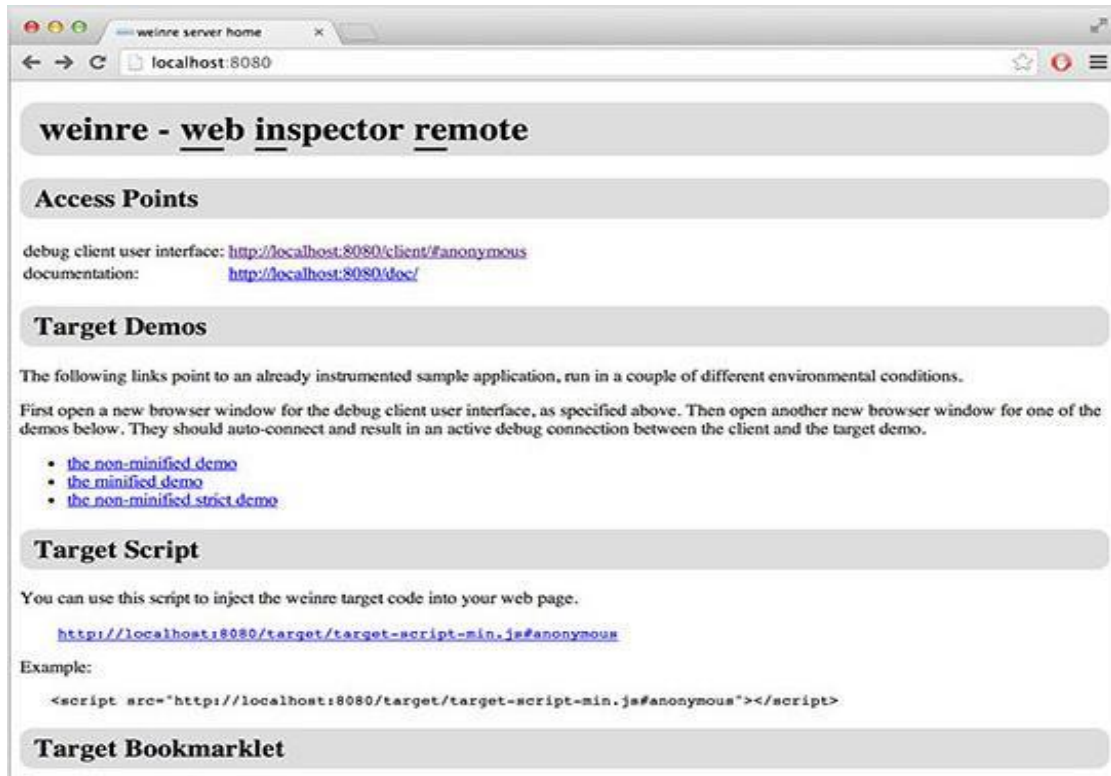 weinre server home
localhost:8080
weinre - web inspector remote
Access Points
debug client user interface: http://localhost:8080/client/#anonymous
documentation: http://localhost:8080/doc/
Target Demos
The following links point to an already instrumented sample application, run in a couple of different environmental conditions.
First open a new browser window for the debug client user interface, as specified above. Then open another new browser window for one of the
demos below. They should auto-connect and result in an active debug connection between the client and the target demo.
• the non-minified demo
• the minified demo
• the non-minified strict demo
Target Script
You can use this script to inject the weinre target code into your web page.
http://localhost:8080/target/target-script-min.js#anonymous
Example:
<script src="http://localhost:8080/target/target-script-min.js#anonymous"></script>
Target Bookmarklet